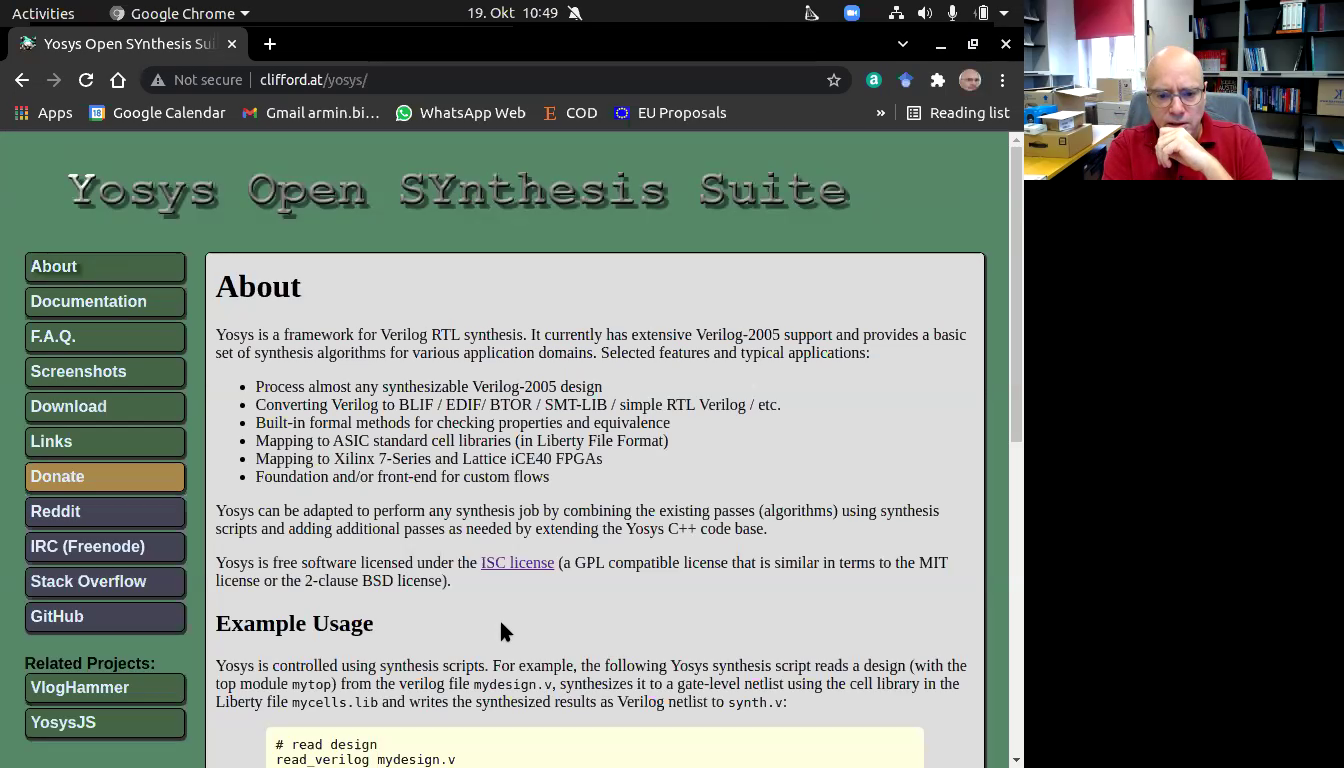 Activities
Google Chrome
19. Okt 10:49
Yosys Open SYnthesis Sui
Not secure
clifford.at/yosys/
Apps
18
Google Calendar
Gmail armin.bi...
WhatsApp Web
COD
EU Proposals
»
Reading list
Yosys Open SYnthesis Suite
About
Documentation
F.A.Q.
Screenshots
Download
Links
Donate
Reddit
IRC (Freenode)
Stack Overflow
GitHub
Related Projects:
VlogHammer
YosysJS
About
Yosys is a framework for Verilog RTL synthesis. It currently has extensive Verilog-2005 support and provides a basic
set of synthesis algorithms for various application domains. Selected features and typical applications:
• Process almost any synthesizable Verilog-2005 design
• Converting Verilog to BLIF / EDIF/ BTOR / SMT-LIB / simple RTL Verilog / etc.
• Built-in formal methods for checking properties and equivalence
• Mapping to ASIC standard cell libraries (in Liberty File Format)
• Mapping to Xilinx 7-Series and Lattice iCE40 FPGAs
• Foundation and/or front-end for custom flows
Yosys can be adapted to perform any synthesis job by combining the existing passes (algorithms) using synthesis
scripts and adding additional passes as needed by extending the Yosys C++ code base.
Yosys is free software licensed under the ISC license (a GPL compatible license that is similar in terms to the MIT
license or the 2-clause BSD license).
Example Usage
Yosys is controlled using synthesis scripts. For example, the following Yosys synthesis script reads a design (with the
top module mytop) from the verilog file mydesign.v, synthesizes it to a gate-level netlist using the cell library in the
Liberty file mycells.lib and writes the synthesized results as Verilog netlist to synth.v:
# read design
read_verilog mydesign.v